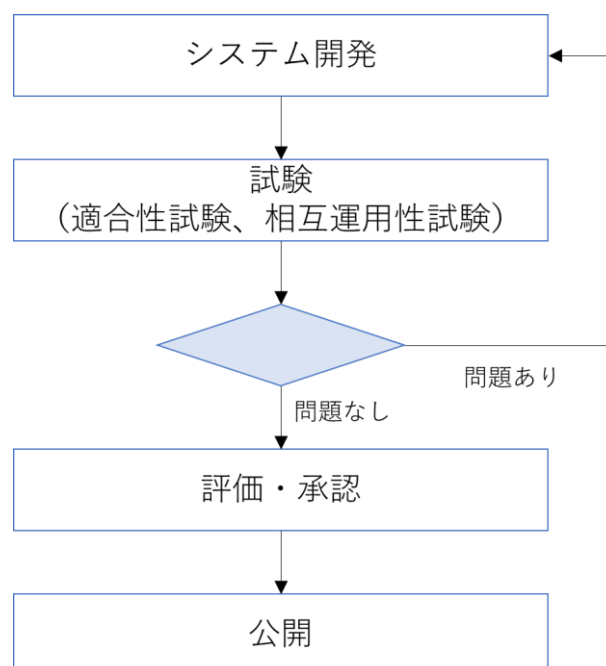 システム開発
試験
（適合性試験、相互運用性試験）
問題あり
問題なし
評価・承認
公開